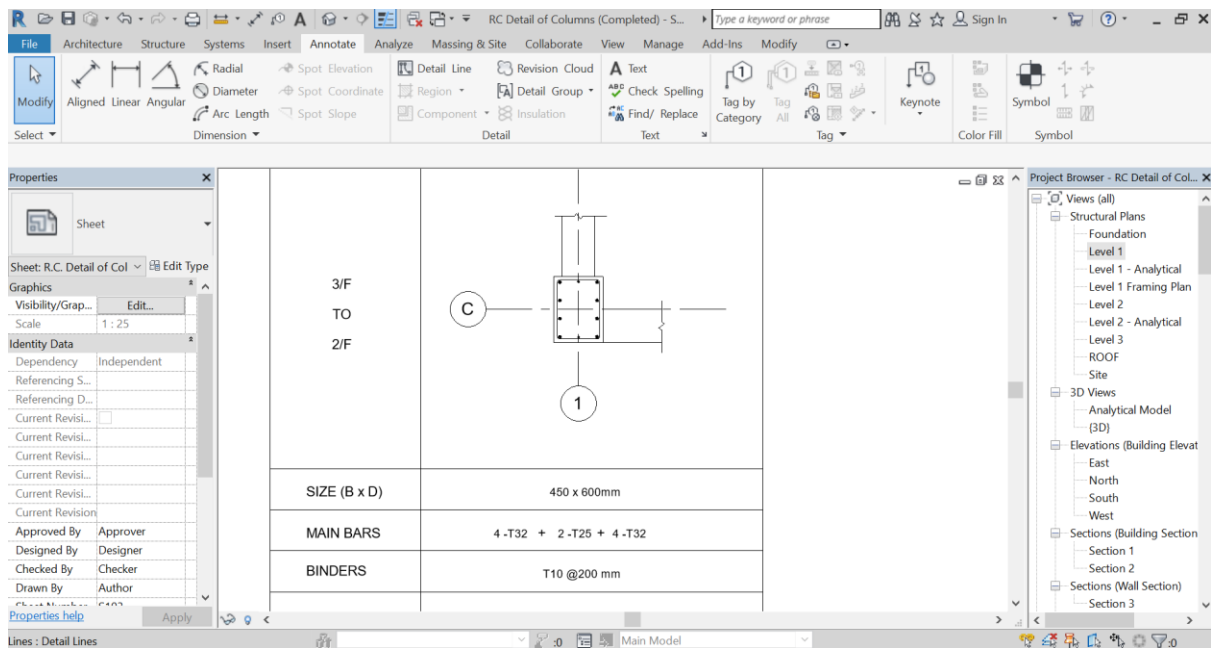 RC Detail of Columns (Completed) - S...
Type a keyword or phrase
Sign In
File Architecture Structure Systems Insert Annotate Analyze Massing & Site Collaborate View Manage Add-Ins Modify
Modify
Aligned Linear Angular
Radial
Diameter
Arc Length
Spot Elevation
Spot Coordinate
Spot Slope
Detail Line
Region
Component
Revision Cloud
Detail Group
Insulation
A Text
ABC Check Spelling
Find/ Replace
Tag by Category
Tag All
Keynote
Symbol
Select Dimension Detail Text Tag Color Fill Symbol
Properties
Sheet
Sheet: R.C. Detail of Col Edit Type
Graphics
Visibility/Grap... Edit...
Scale 1 : 25
Identity Data
Dependency Independent
Referencing S...
Referencing D...
Current Revisi...
Current Revisi...
Current Revisi...
Current Revisi...
Current Revisi...
Current Revision
Approved By Approver
Designed By Designer
Checked By Checker
Drawn By Author
Sheet Number S102
Properties help Apply
3/F
TO
2/F
C
1
SIZE (B x D) 450 x 600mm
MAIN BARS 4 -T32 + 2 -T25 + 4 -T32
BINDERS T10 @200 mm
Project Browser - RC Detail of Col...
Views (all)
Structural Plans
Foundation
Level 1
Level 1 - Analytical
Level 1 Framing Plan
Level 2
Level 2 - Analytical
Level 3
ROOF
Site
3D Views
Analytical Model
{3D}
Elevations (Building Elevat
East
North
South
West
Sections (Building Section
Section 1
Section 2
Sections (Wall Section)
Section 3
Lines : Detail Lines
:0
Main Model
:0